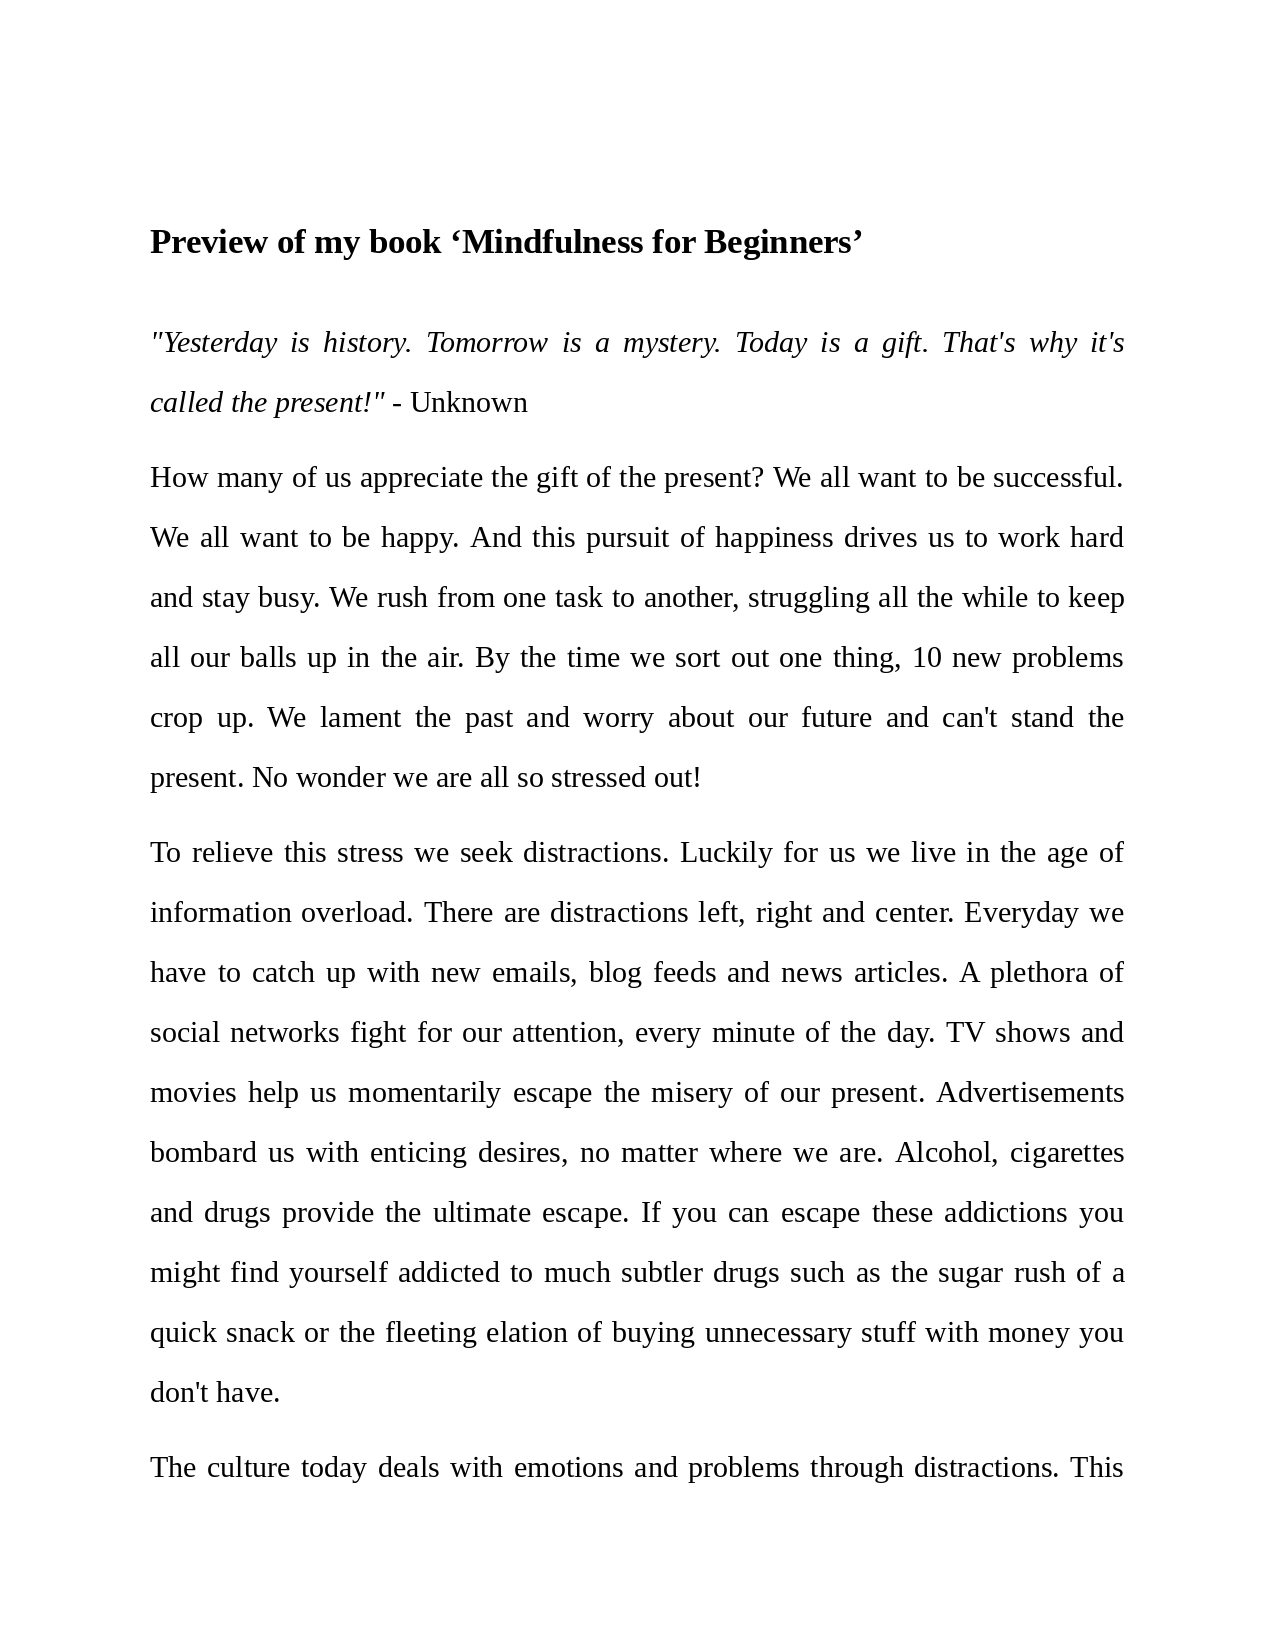 Preview of my book ‘Mindfulness for Beginners’
"Yesterday is history. Tomorrow is a mystery. Today is a gift. That's why it's
called the present!" - Unknown
How many of us appreciate the gift of the present? We all want to be successful.
We all want to be happy. And this pursuit of happiness drives us to work hard
and stay busy. We rush from one task to another, struggling all the while to keep
all our balls up in the air. By the time we sort out one thing, 10 new problems
crop up. We lament the past and worry about our future and can't stand the
present. No wonder we are all so stressed out!
To relieve this stress we seek distractions. Luckily for us we live in the age of
information overload. There are distractions left, right and center. Everyday we
have to catch up with new emails, blog feeds and news articles. A plethora of
social networks fight for our attention, every minute of the day. TV shows and
movies help us momentarily escape the misery of our present. Advertisements
bombard us with enticing desires, no matter where we are. Alcohol, cigarettes
and drugs provide the ultimate escape. If you can escape these addictions you
might find yourself addicted to much subtler drugs such as the sugar rush of a
quick snack or the fleeting elation of buying unnecessary stuff with money you
don't have.
The culture today deals with emotions and problems through distractions. This